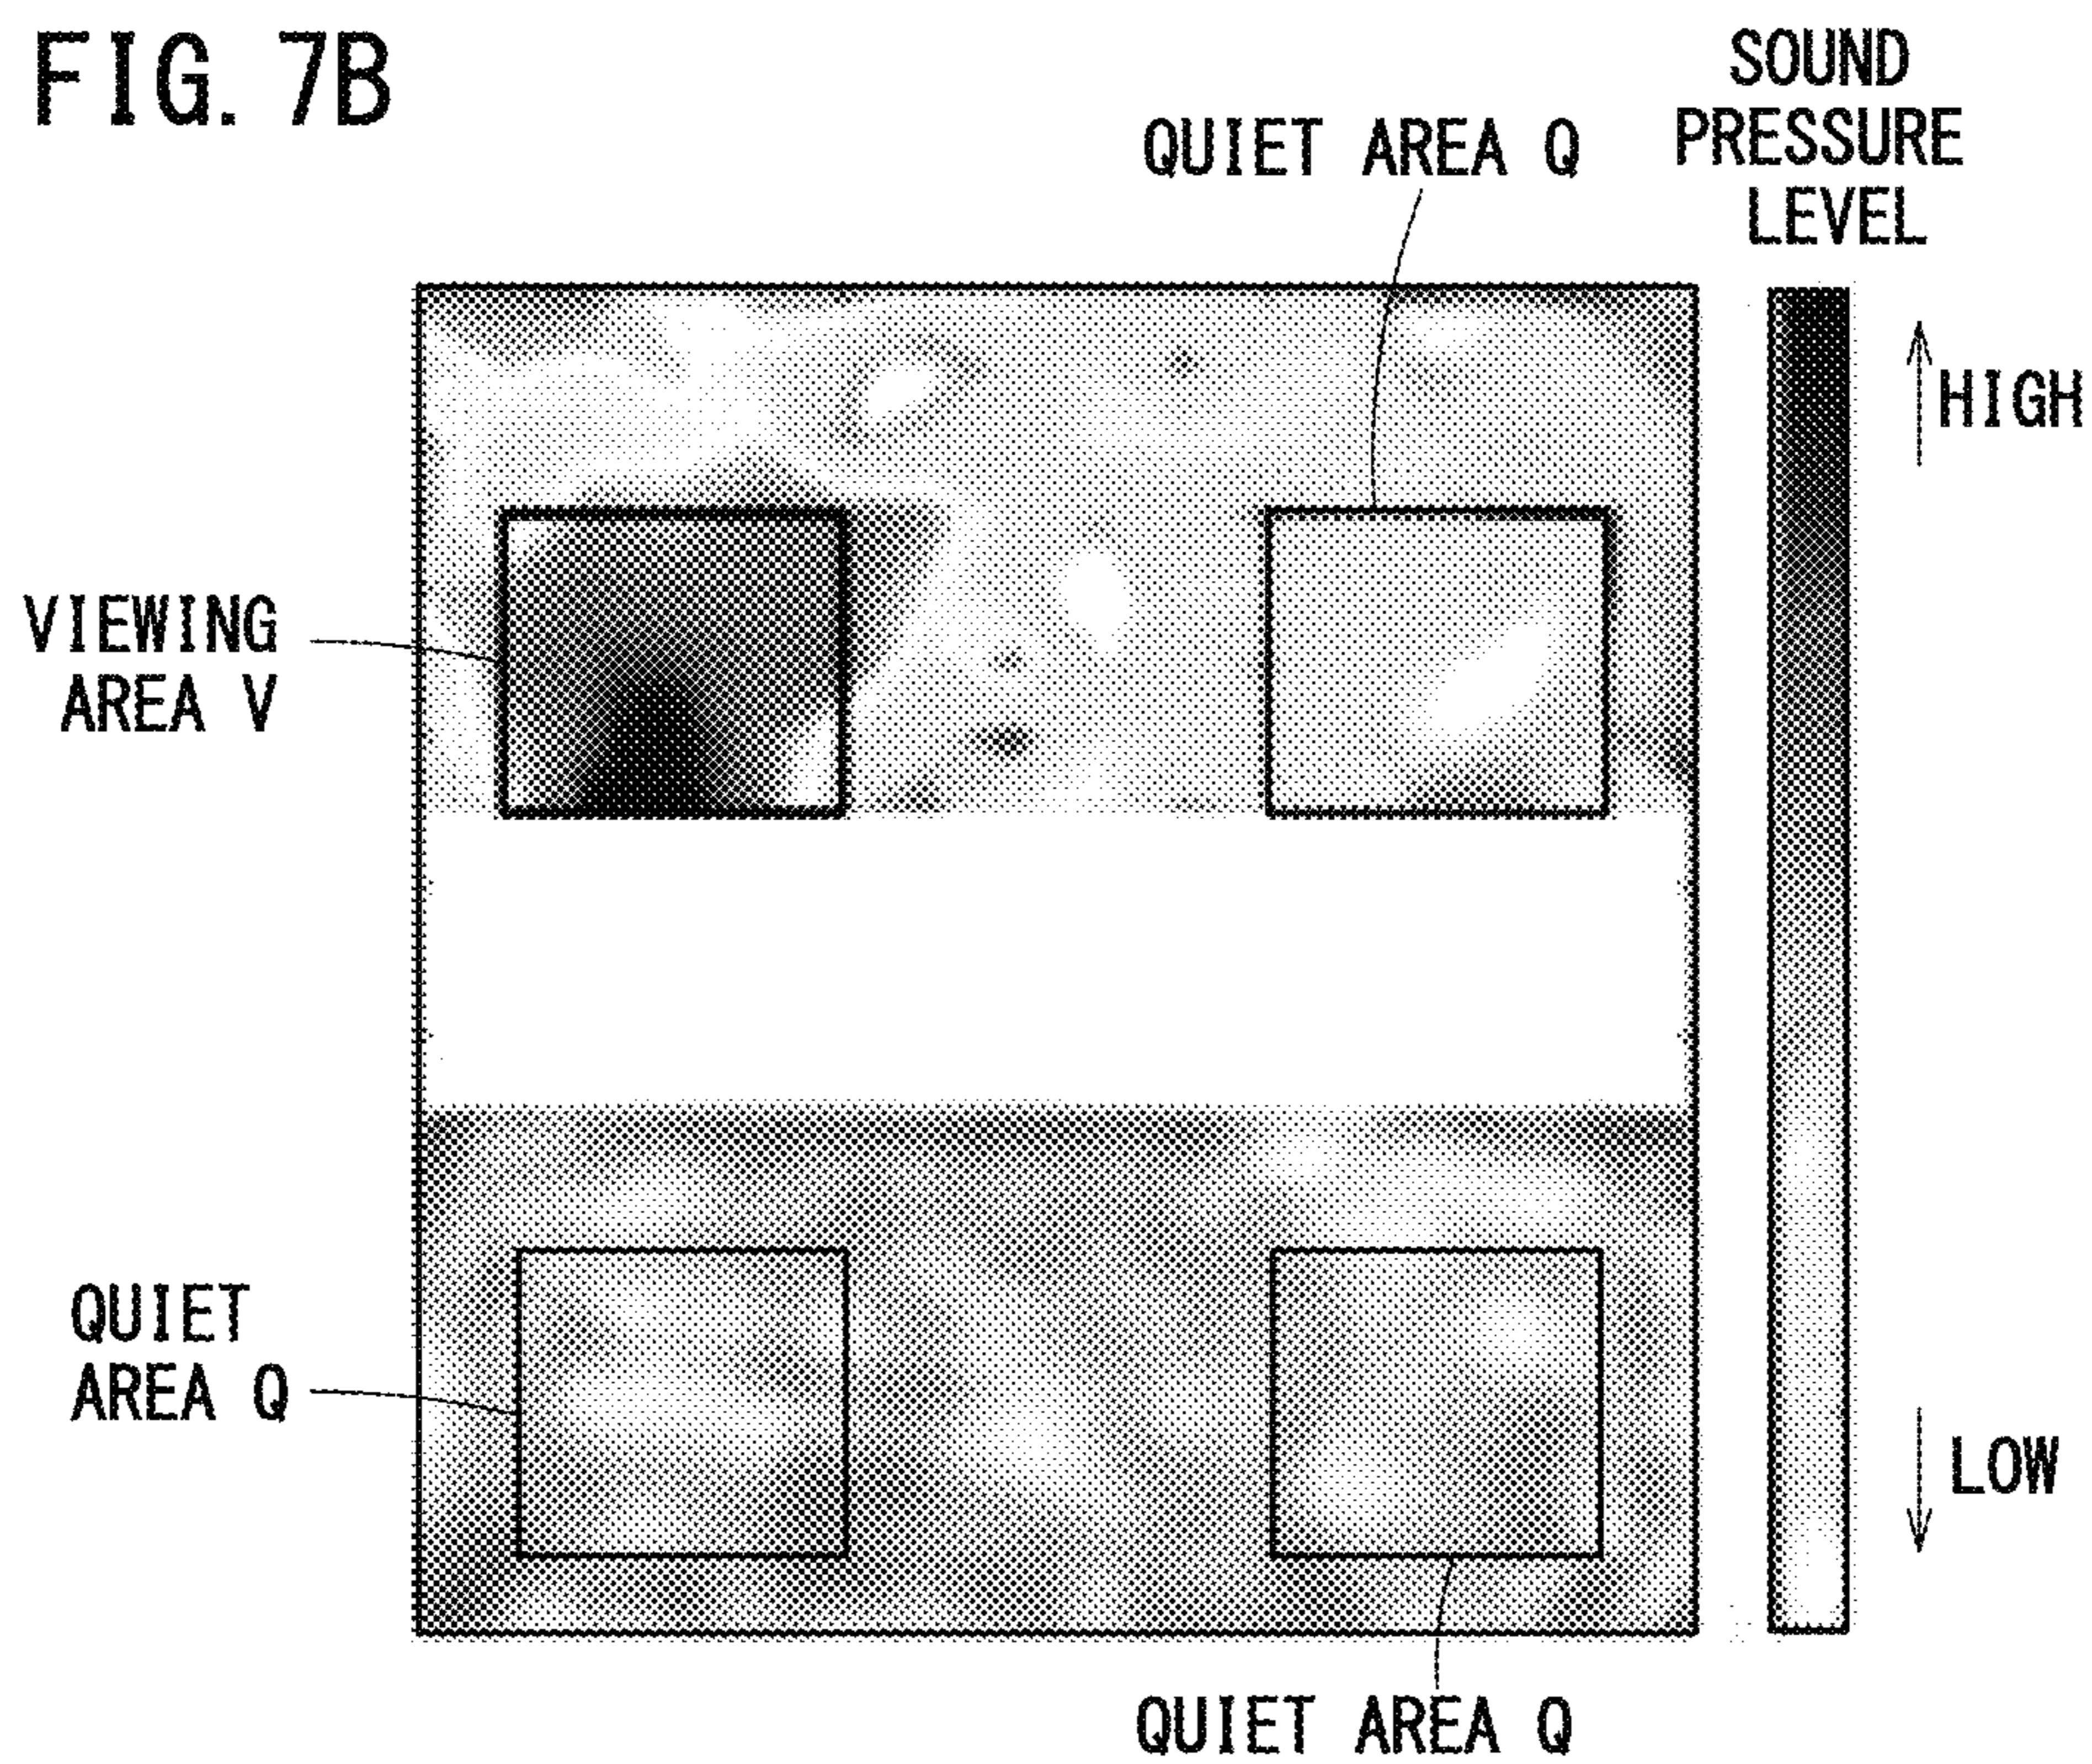 FIG. 7B
SOUND
PRESSURE
LEVEL
QUIET AREA Q
HIGH
VIEWING
AREA V
QUIET
AREA Q
LOW
QUIET AREA Q